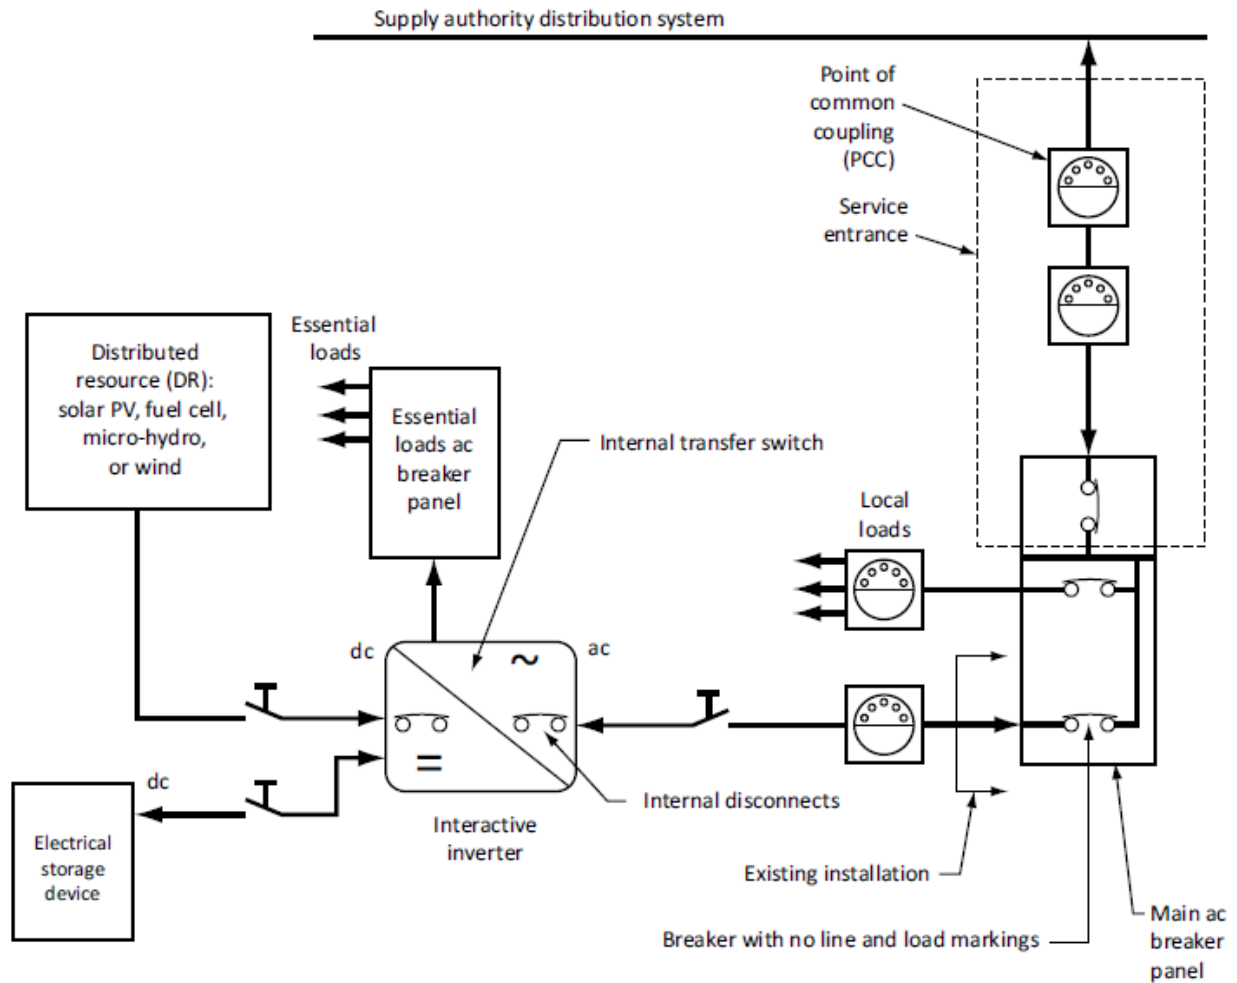 Supply authority distribution system
Point of
common
coupling
(PCC)
Service
entrance
Distributed
resource (DR):
solar PV, fuel cell,
micro-hydro,
or wind
Essential
loads
Essential
loads ac
breaker
panel
Internal transfer switch
Local
loads
dc
~
ac
=
dc
Electrical
storage
device
Interactive
inverter
Internal disconnects
Existing installation
Breaker with no line and load markings
Main ac
breaker
panel